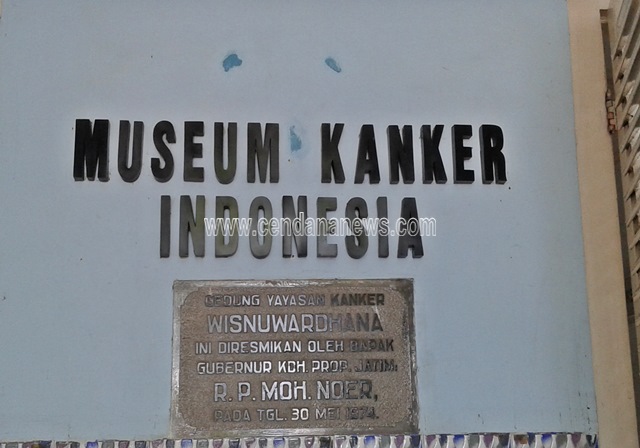 MUSEUM KANKER
INDONESIA
www.cendananews.com
GEDUNG YAYASAN KANKER
WISNUWARDHANA
INI DIRESMIKAN OLEH BAPAK
GUBERNUR KDH. PROP. JATIM.
R.P. MOH. NOER,
PADA TGL. 30 MEI 1974.